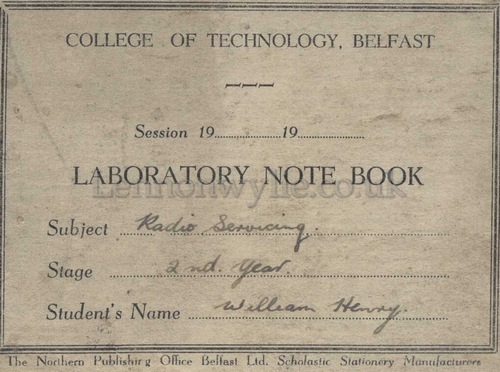 COLLEGE OF TECHNOLOGY, BELFAST
Session 19.............. 19..............
LABORATORY NOTE BOOK
Lennonwylie.co.uk
Subject Radio Servicing.
Stage 2nd. Year.
Student's Name William Henry.
The Northern Publishing Office Belfast Ltd. Scholastic Stationery Manufacturers